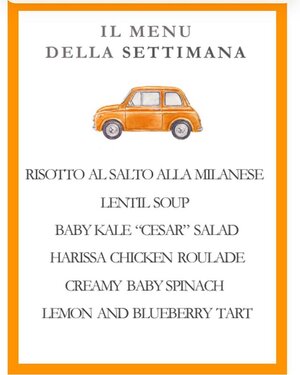 IL MENU
DELLA SETTIMANA
RISOTTO AL SALTO ALLA MILANESE
LENTIL SOUP
BABY KALE “CESAR” SALAD
HARISSA CHICKEN ROULADE
CREAMY BABY SPINACH
LEMON AND BLUEBERRY TART